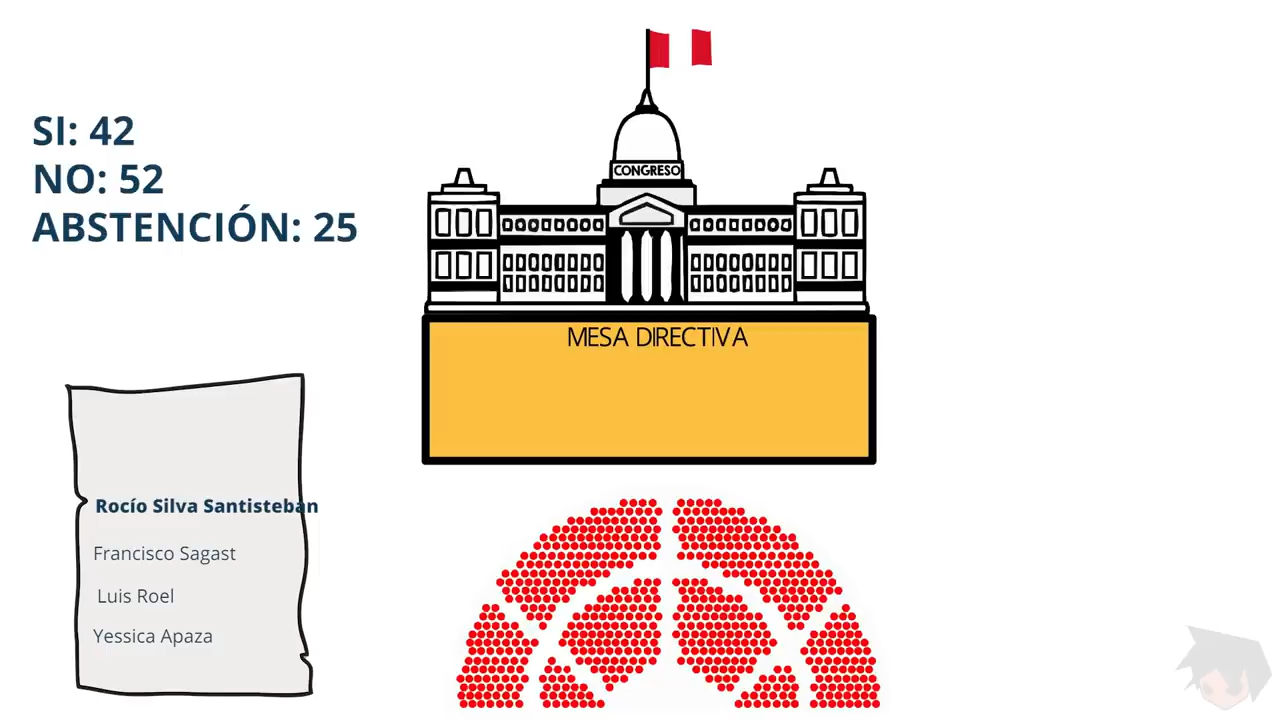 SI: 42
NO: 52
ABSTENCIÓN: 25
CONGRESO
MESA DIRECTIVA
Rocío Silva Santisteban
Francisco Sagast
Luis Roel
Yessica Apaza